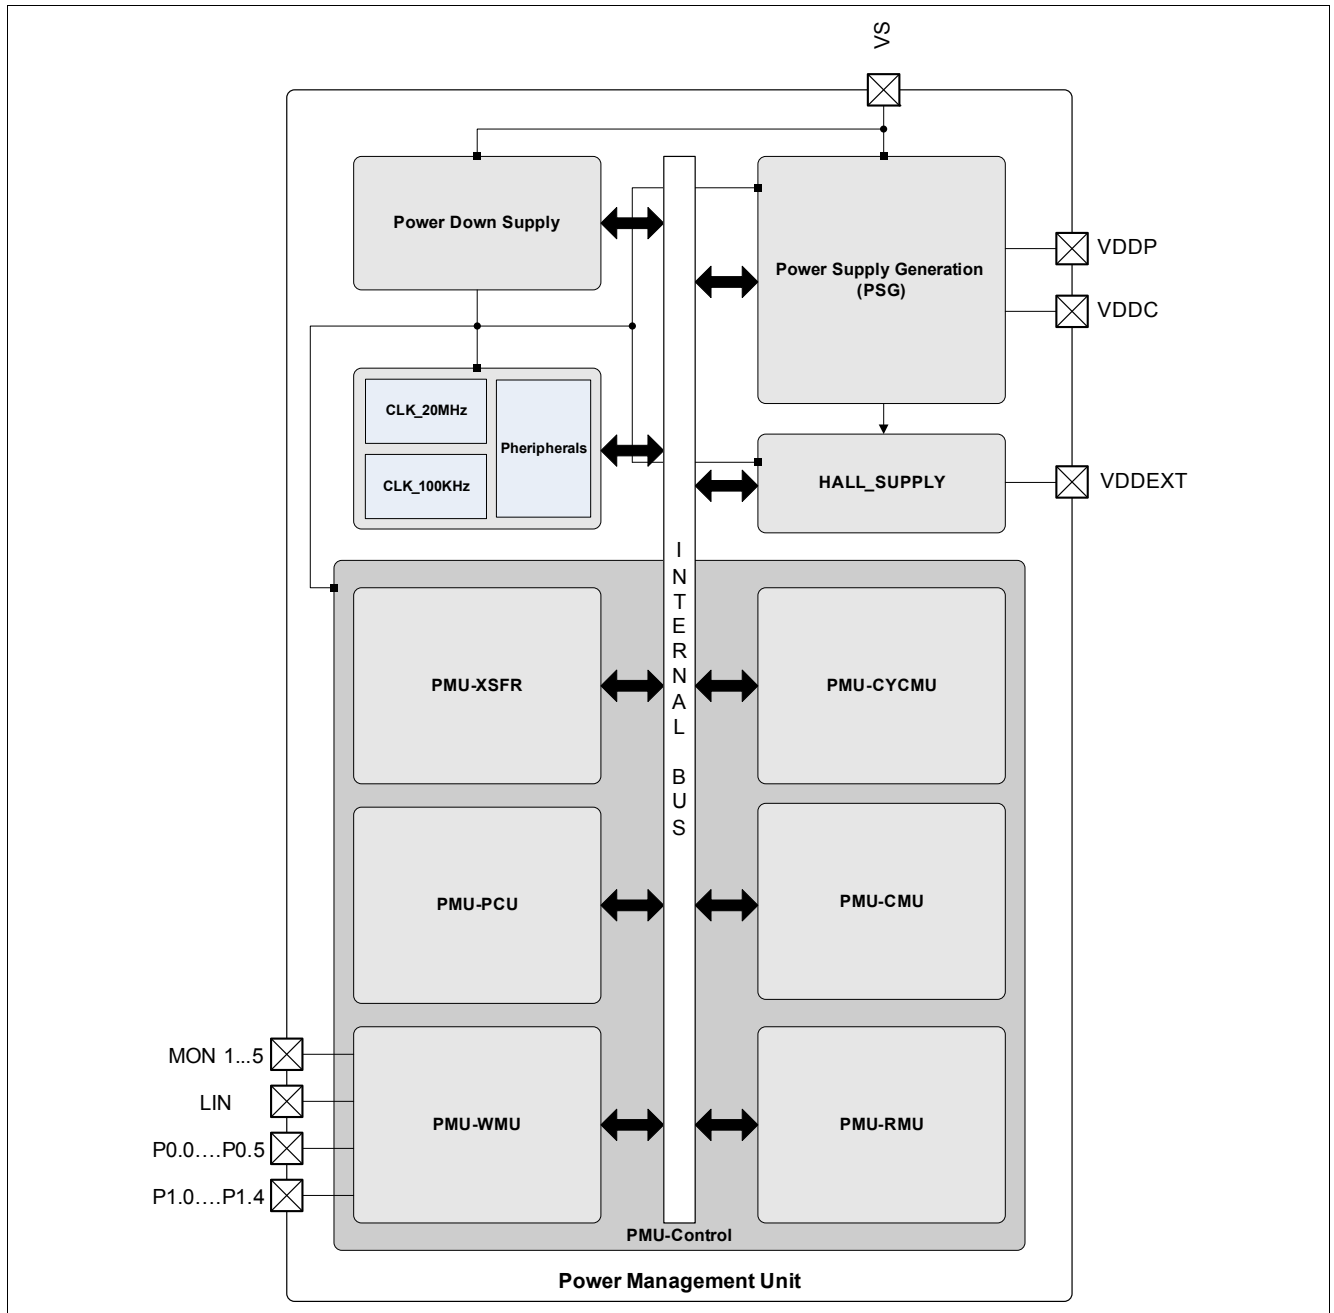 VS
Power Down Supply
Power Supply Generation
(PSG)
VDDP
VDDC
CLK_20MHz
CLK_100KHz
Pheripherals
HALL_SUPPLY
VDDEXT
INTERNAL BUS
PMU-XSFR
PMU-CYCMU
PMU-PCU
PMU-CMU
MON 1...5
LIN
P0.0....P0.5
P1.0....P1.4
PMU-WMU
PMU-RMU
PMU-Control
Power Management Unit